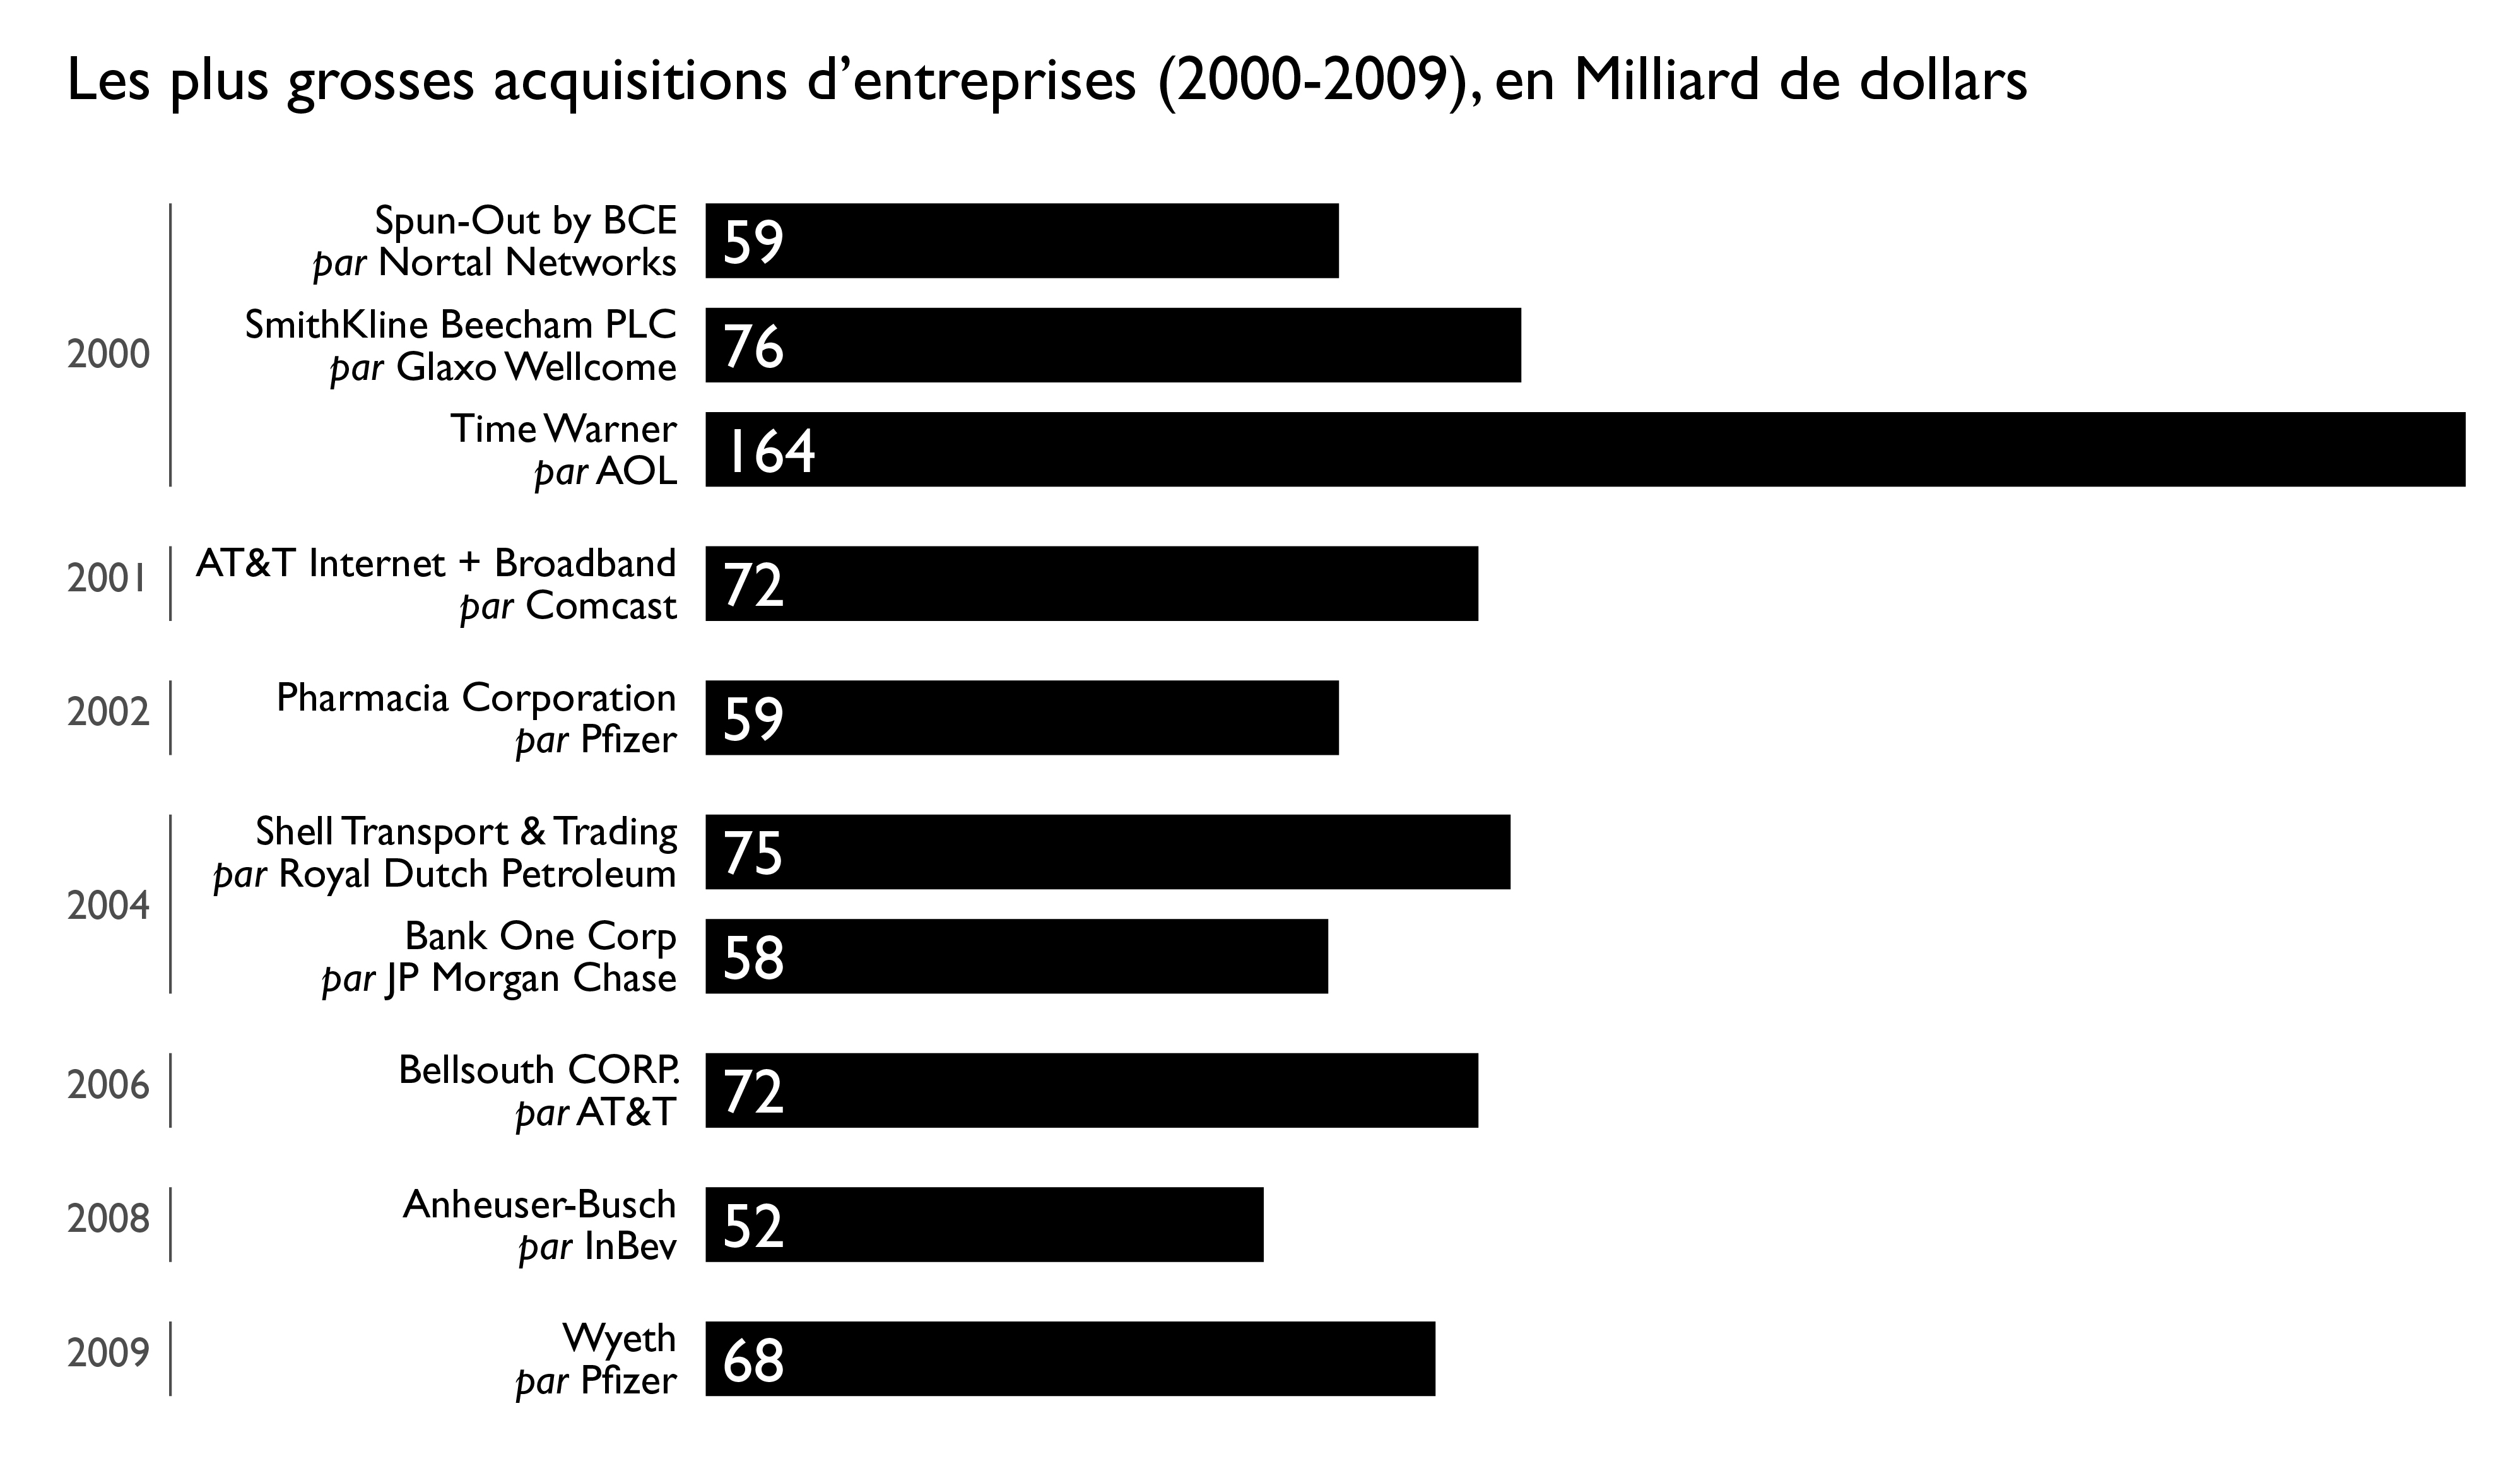 Les plus grosses acquisitions d’entreprises (2000-2009), en Milliard de dollars
2000
Spun-Out by BCE
par Nortal Networks
59
SmithKline Beecham PLC
par Glaxo Wellcome
76
Time Warner
par AOL
164
2001
AT&T Internet + Broadband
par Comcast
72
2002
Pharmacia Corporation
par Pfizer
59
2004
Shell Transport & Trading
par Royal Dutch Petroleum
75
Bank One Corp
par JP Morgan Chase
58
2006
Bellsouth CORP.
par AT&T
72
2008
Anheuser-Busch
par InBev
52
2009
Wyeth
par Pfizer
68